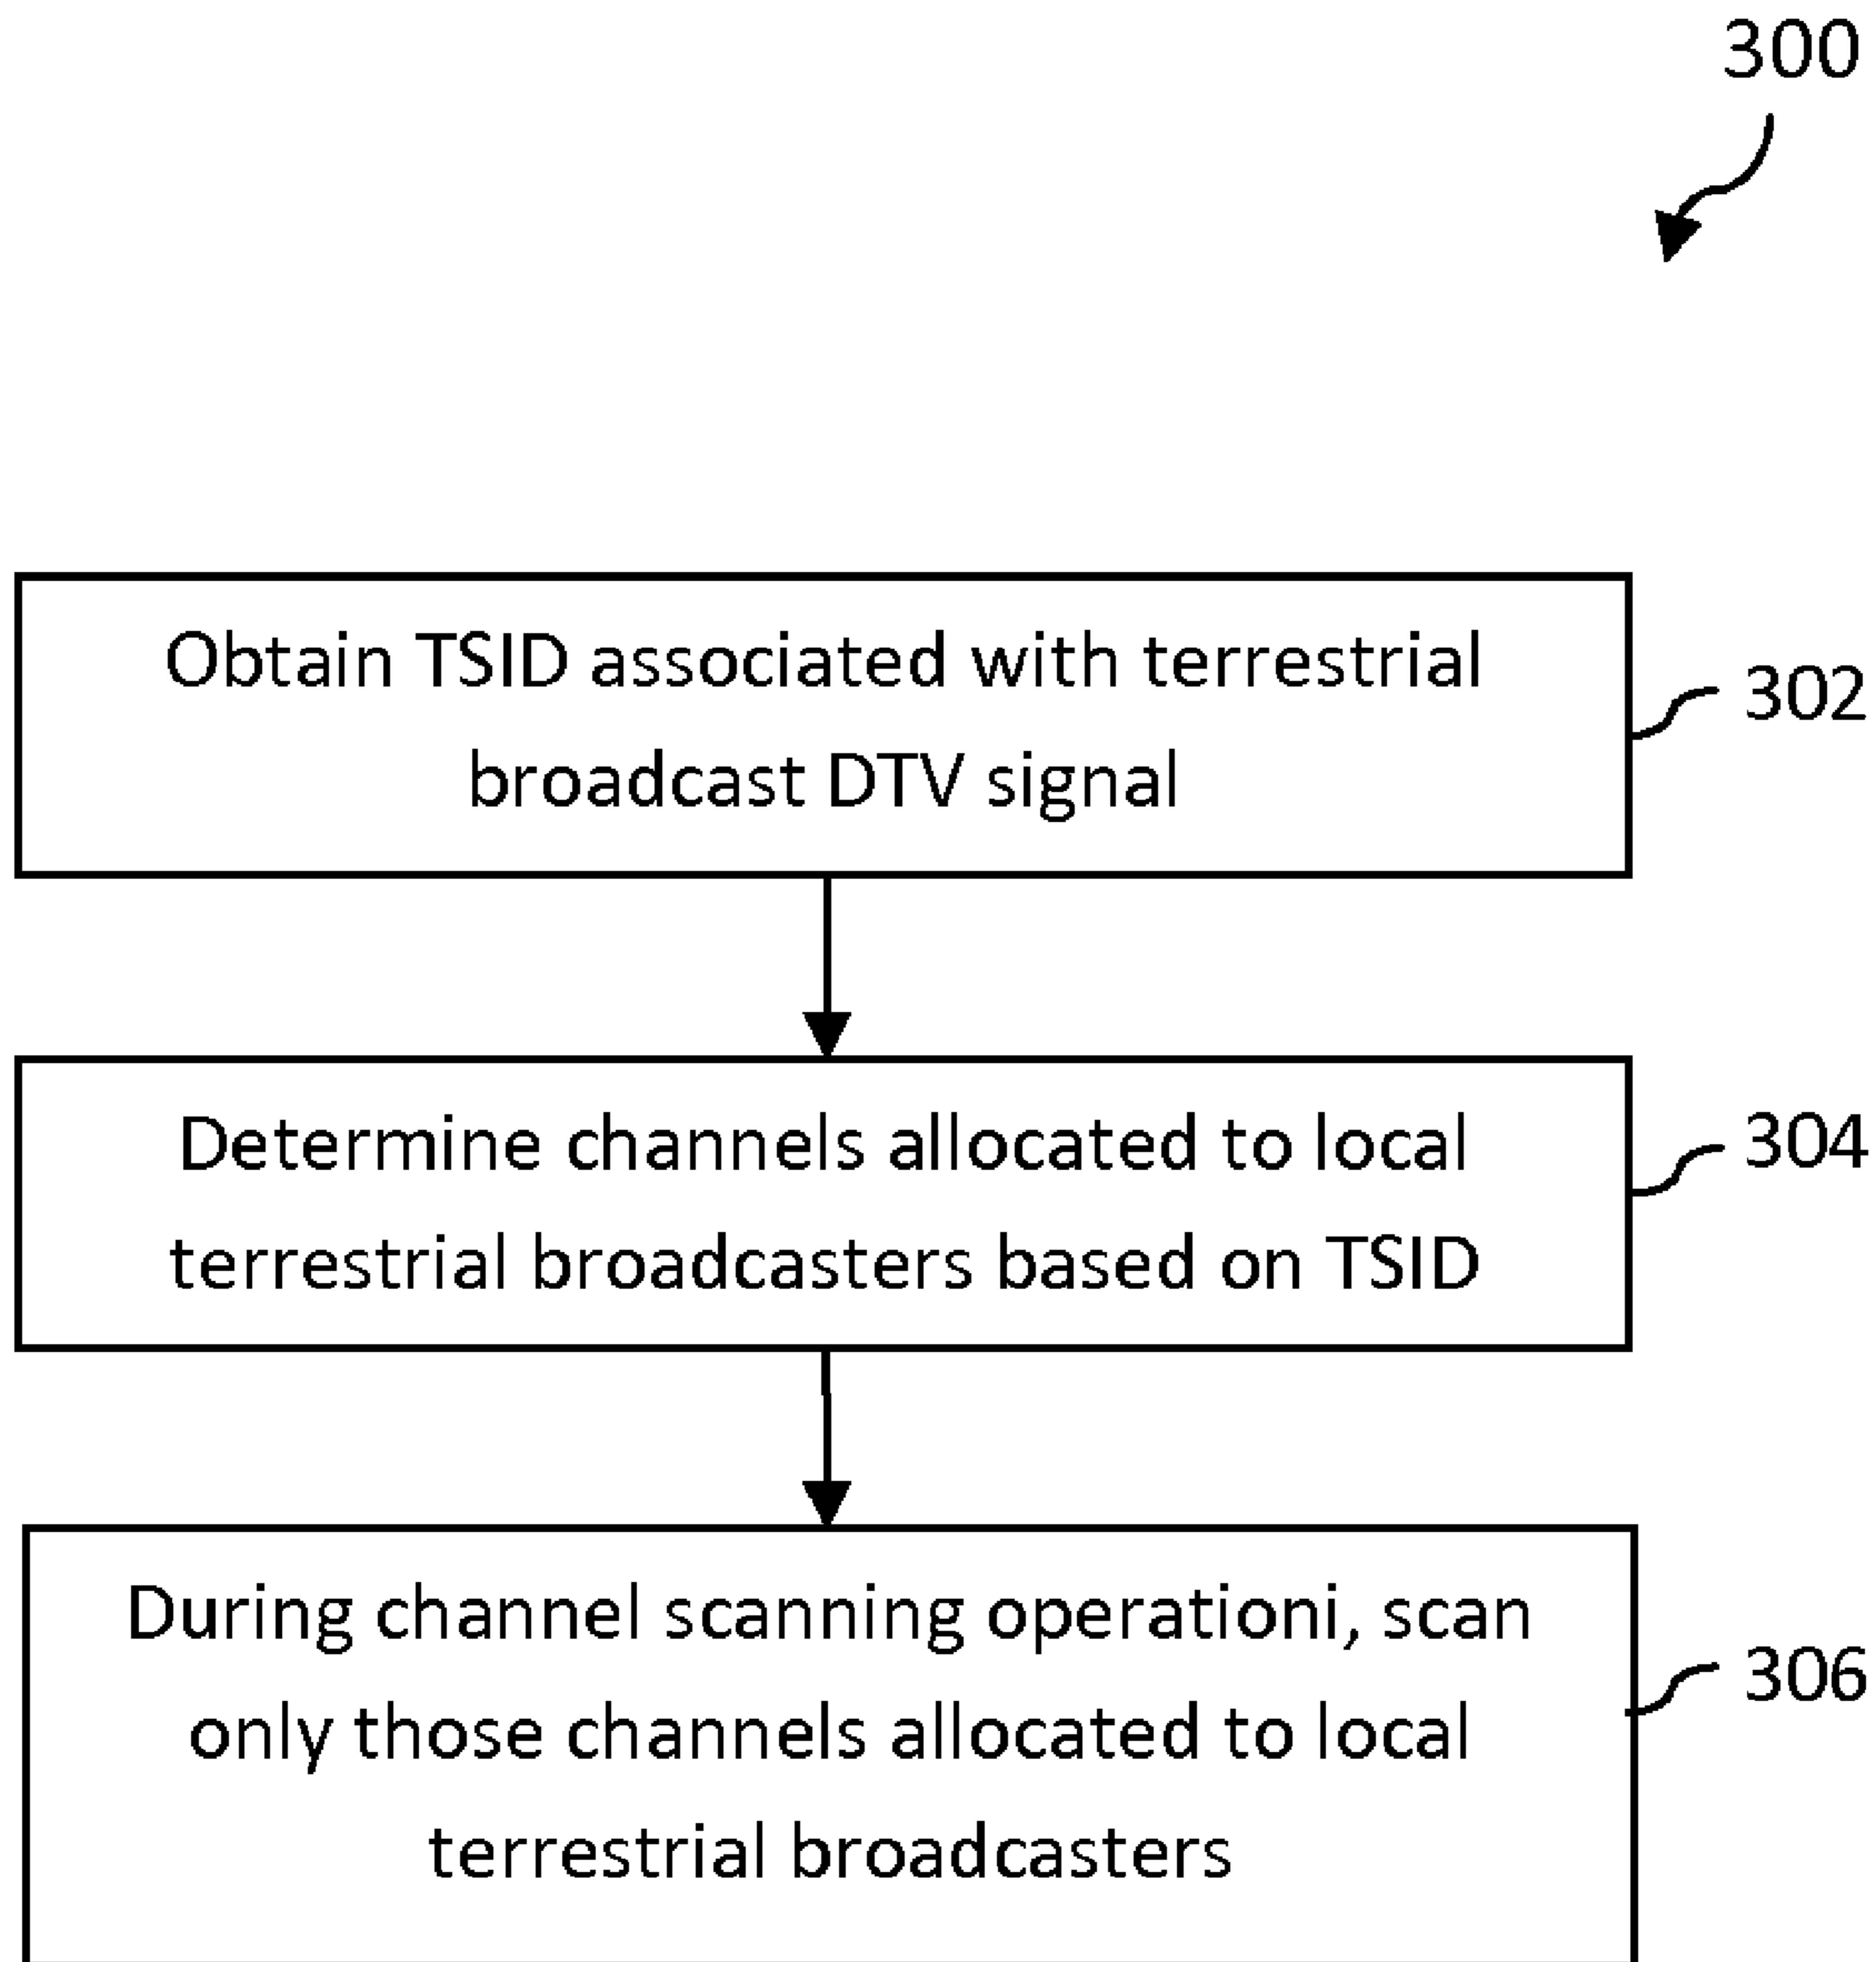 300
Obtain TSID associated with terrestrial
broadcast DTV signal
302
Determine channels allocated to local
terrestrial broadcasters based on TSID
304
During channel scanning operationi, scan
only those channels allocated to local
terrestrial broadcasters
306